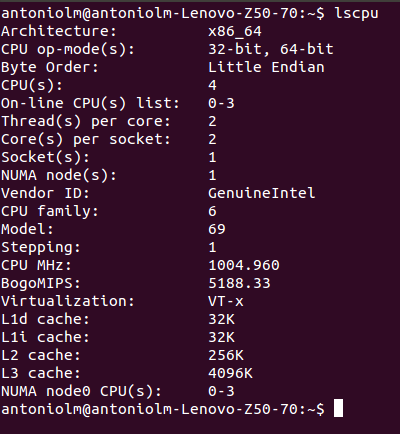 antoniolm@antoniolm-Lenovo-Z50-70:~$ lscpu
Architecture:          x86_64
CPU op-mode(s):        32-bit, 64-bit
Byte Order:            Little Endian
CPU(s):                4
On-line CPU(s) list:   0-3
Thread(s) per core:    2
Core(s) per socket:    2
Socket(s):             1
NUMA node(s):          1
Vendor ID:             GenuineIntel
CPU family:            6
Model:                 69
Stepping:              1
CPU MHz:               1004.960
BogoMIPS:              5188.33
Virtualization:        VT-x
L1d cache:             32K
L1i cache:             32K
L2 cache:              256K
L3 cache:              4096K
NUMA node0 CPU(s):     0-3
antoniolm@antoniolm-Lenovo-Z50-70:~$